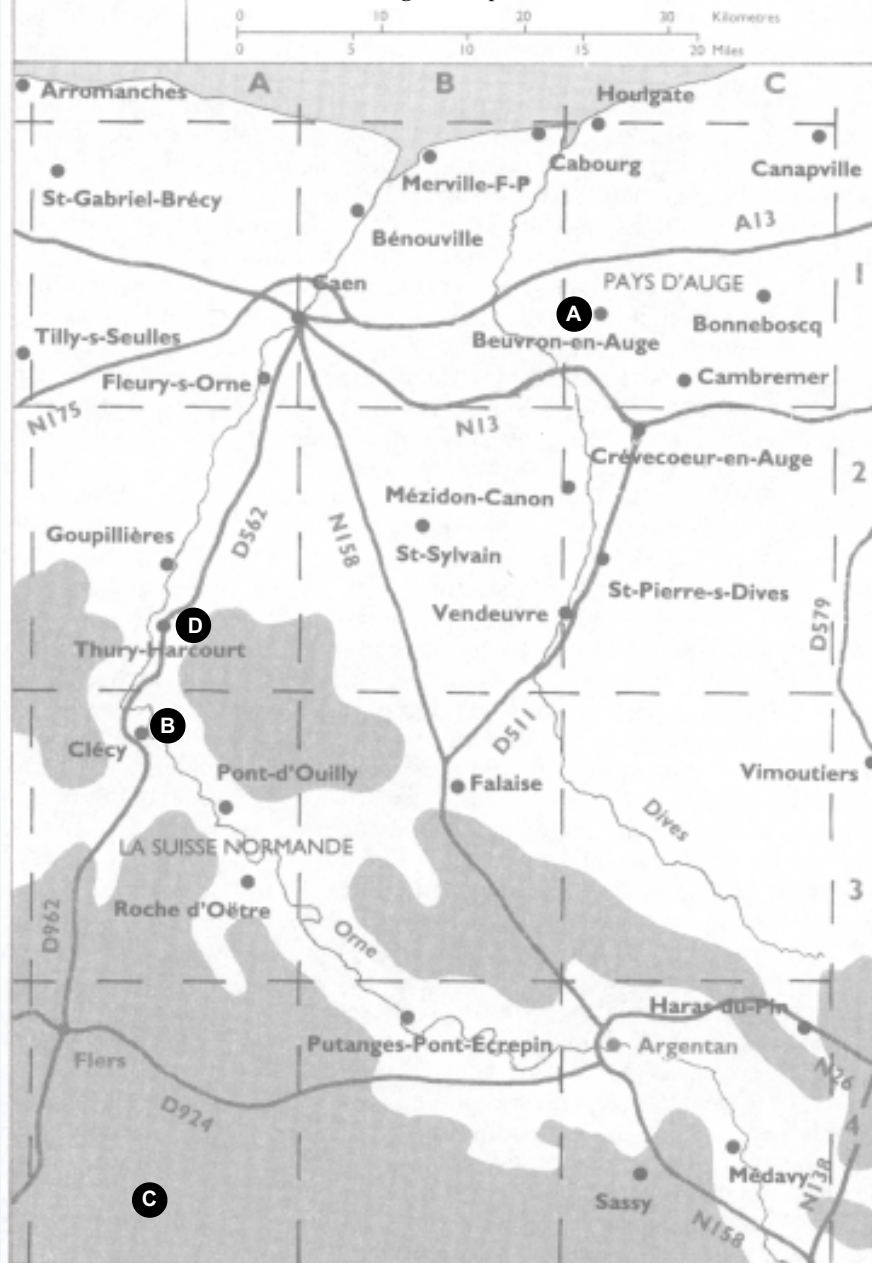 0 10 20 30 Kilometres
0 5 10 15 20 Miles
A B C
Arromanches
Houlgate
Cabourg
Canapville
Merville-F-P
St-Gabriel-Brécy
Bénouville
A13
1
Caen
PAYS D'AUGE
A
Bonneboscq
Tilly-s-Seulles
Beuvron-en-Auge
Fleury-s-Orne
Cambremer
N175
N13
Crévecoeur-en-Auge
2
Mézidon-Canon
Goupillières
D562
N158
St-Sylvain
St-Pierre-s-Dives
Vendeuvre
D579
D
Thury-Harcourt
B
Clécy
D511
Pont-d'Ouilly
Falaise
Vimoutiers
Dives
LA SUISSE NORMANDE
Roche d'Oëtre
3
D962
Orne
Haras-du-Pin
Putanges-Pont-Ecrepin
Argentan
Flers
N26
D924
4
Médavy
N138
C
Sassy
N158